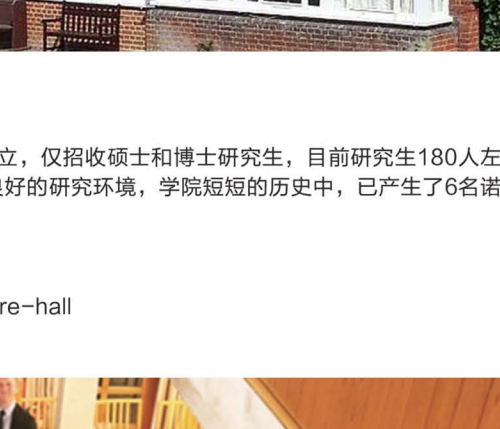 立，仅招收硕士和博士研究生，目前研究生180人左
好的研究环境，学院短短的历史中，已产生了6名诺
re-hall